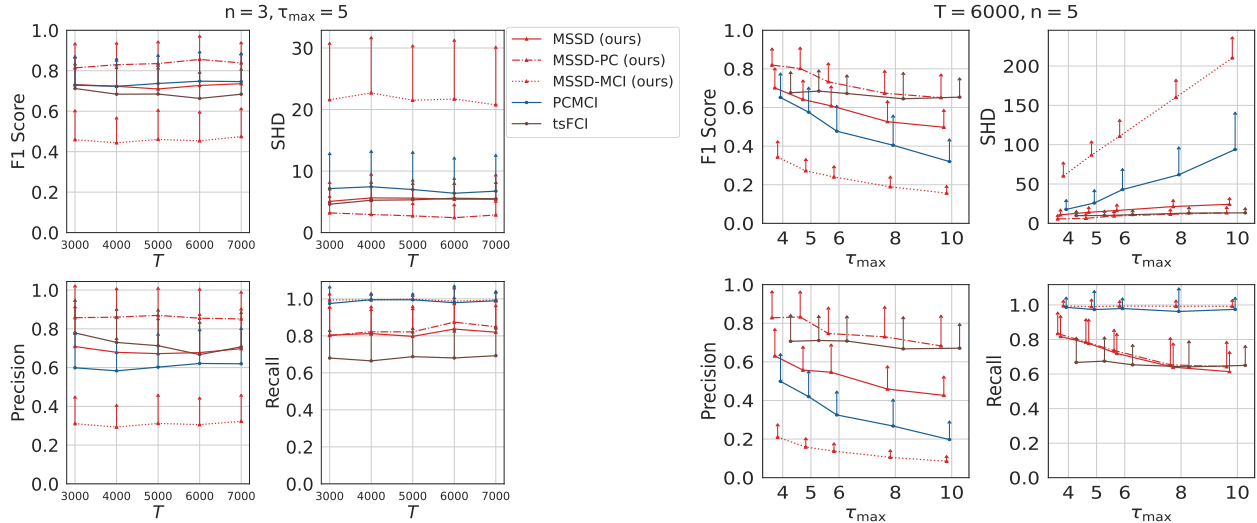 n = 3, τmax = 5
1.0
0.8
0.6
0.4
0.2
0.0
F1 Score
3000 4000 5000 6000 7000
T
30
25
20
15
10
5
0
SHD
3000 4000 5000 6000 7000
T
MSSD (ours)
MSSD-PC (ours)
MSSD-MCI (ours)
PCMCI
tsFCI
1.0
0.8
0.6
0.4
0.2
0.0
Precision
3000 4000 5000 6000 7000
T
1.0
0.8
0.6
0.4
0.2
0.0
Recall
3000 4000 5000 6000 7000
T
T = 6000, n = 5
1.0
0.8
0.6
0.4
0.2
0.0
F1 Score
4 5 6 8 10
τmax
200
150
100
50
0
SHD
4 5 6 8 10
τmax
1.0
0.8
0.6
0.4
0.2
0.0
Precision
4 5 6 8 10
τmax
1.0
0.8
0.6
0.4
0.2
0.0
Recall
4 5 6 8 10
τmax